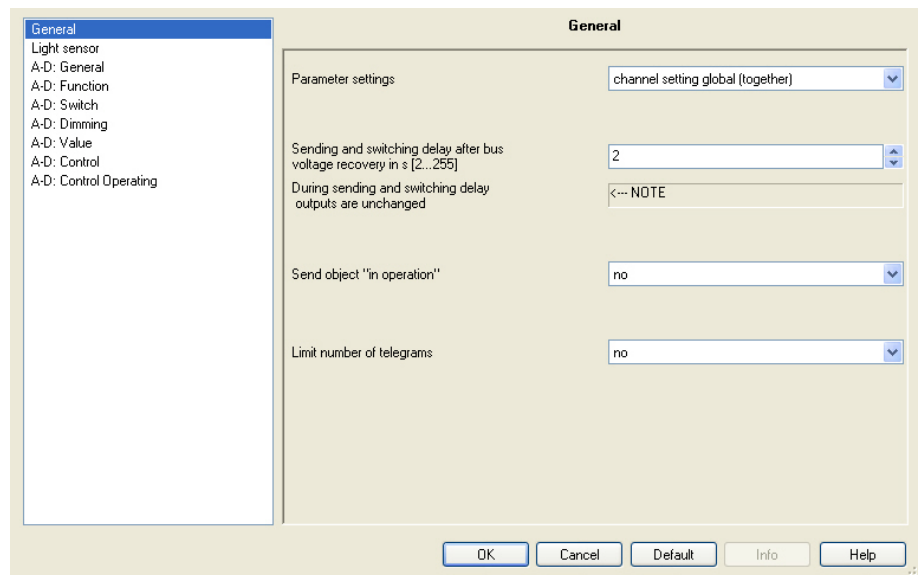 General
Light sensor
A-D: General
A-D: Function
A-D: Switch
A-D: Dimming
A-D: Value
A-D: Control
A-D: Control Operating
General
Parameter settings
channel setting global (together)
Sending and switching delay after bus
voltage recovery in s [2...255]
2
During sending and switching delay
outputs are unchanged
<--- NOTE
Send object "in operation"
no
Limit number of telegrams
no
OK
Cancel
Default
Info
Help